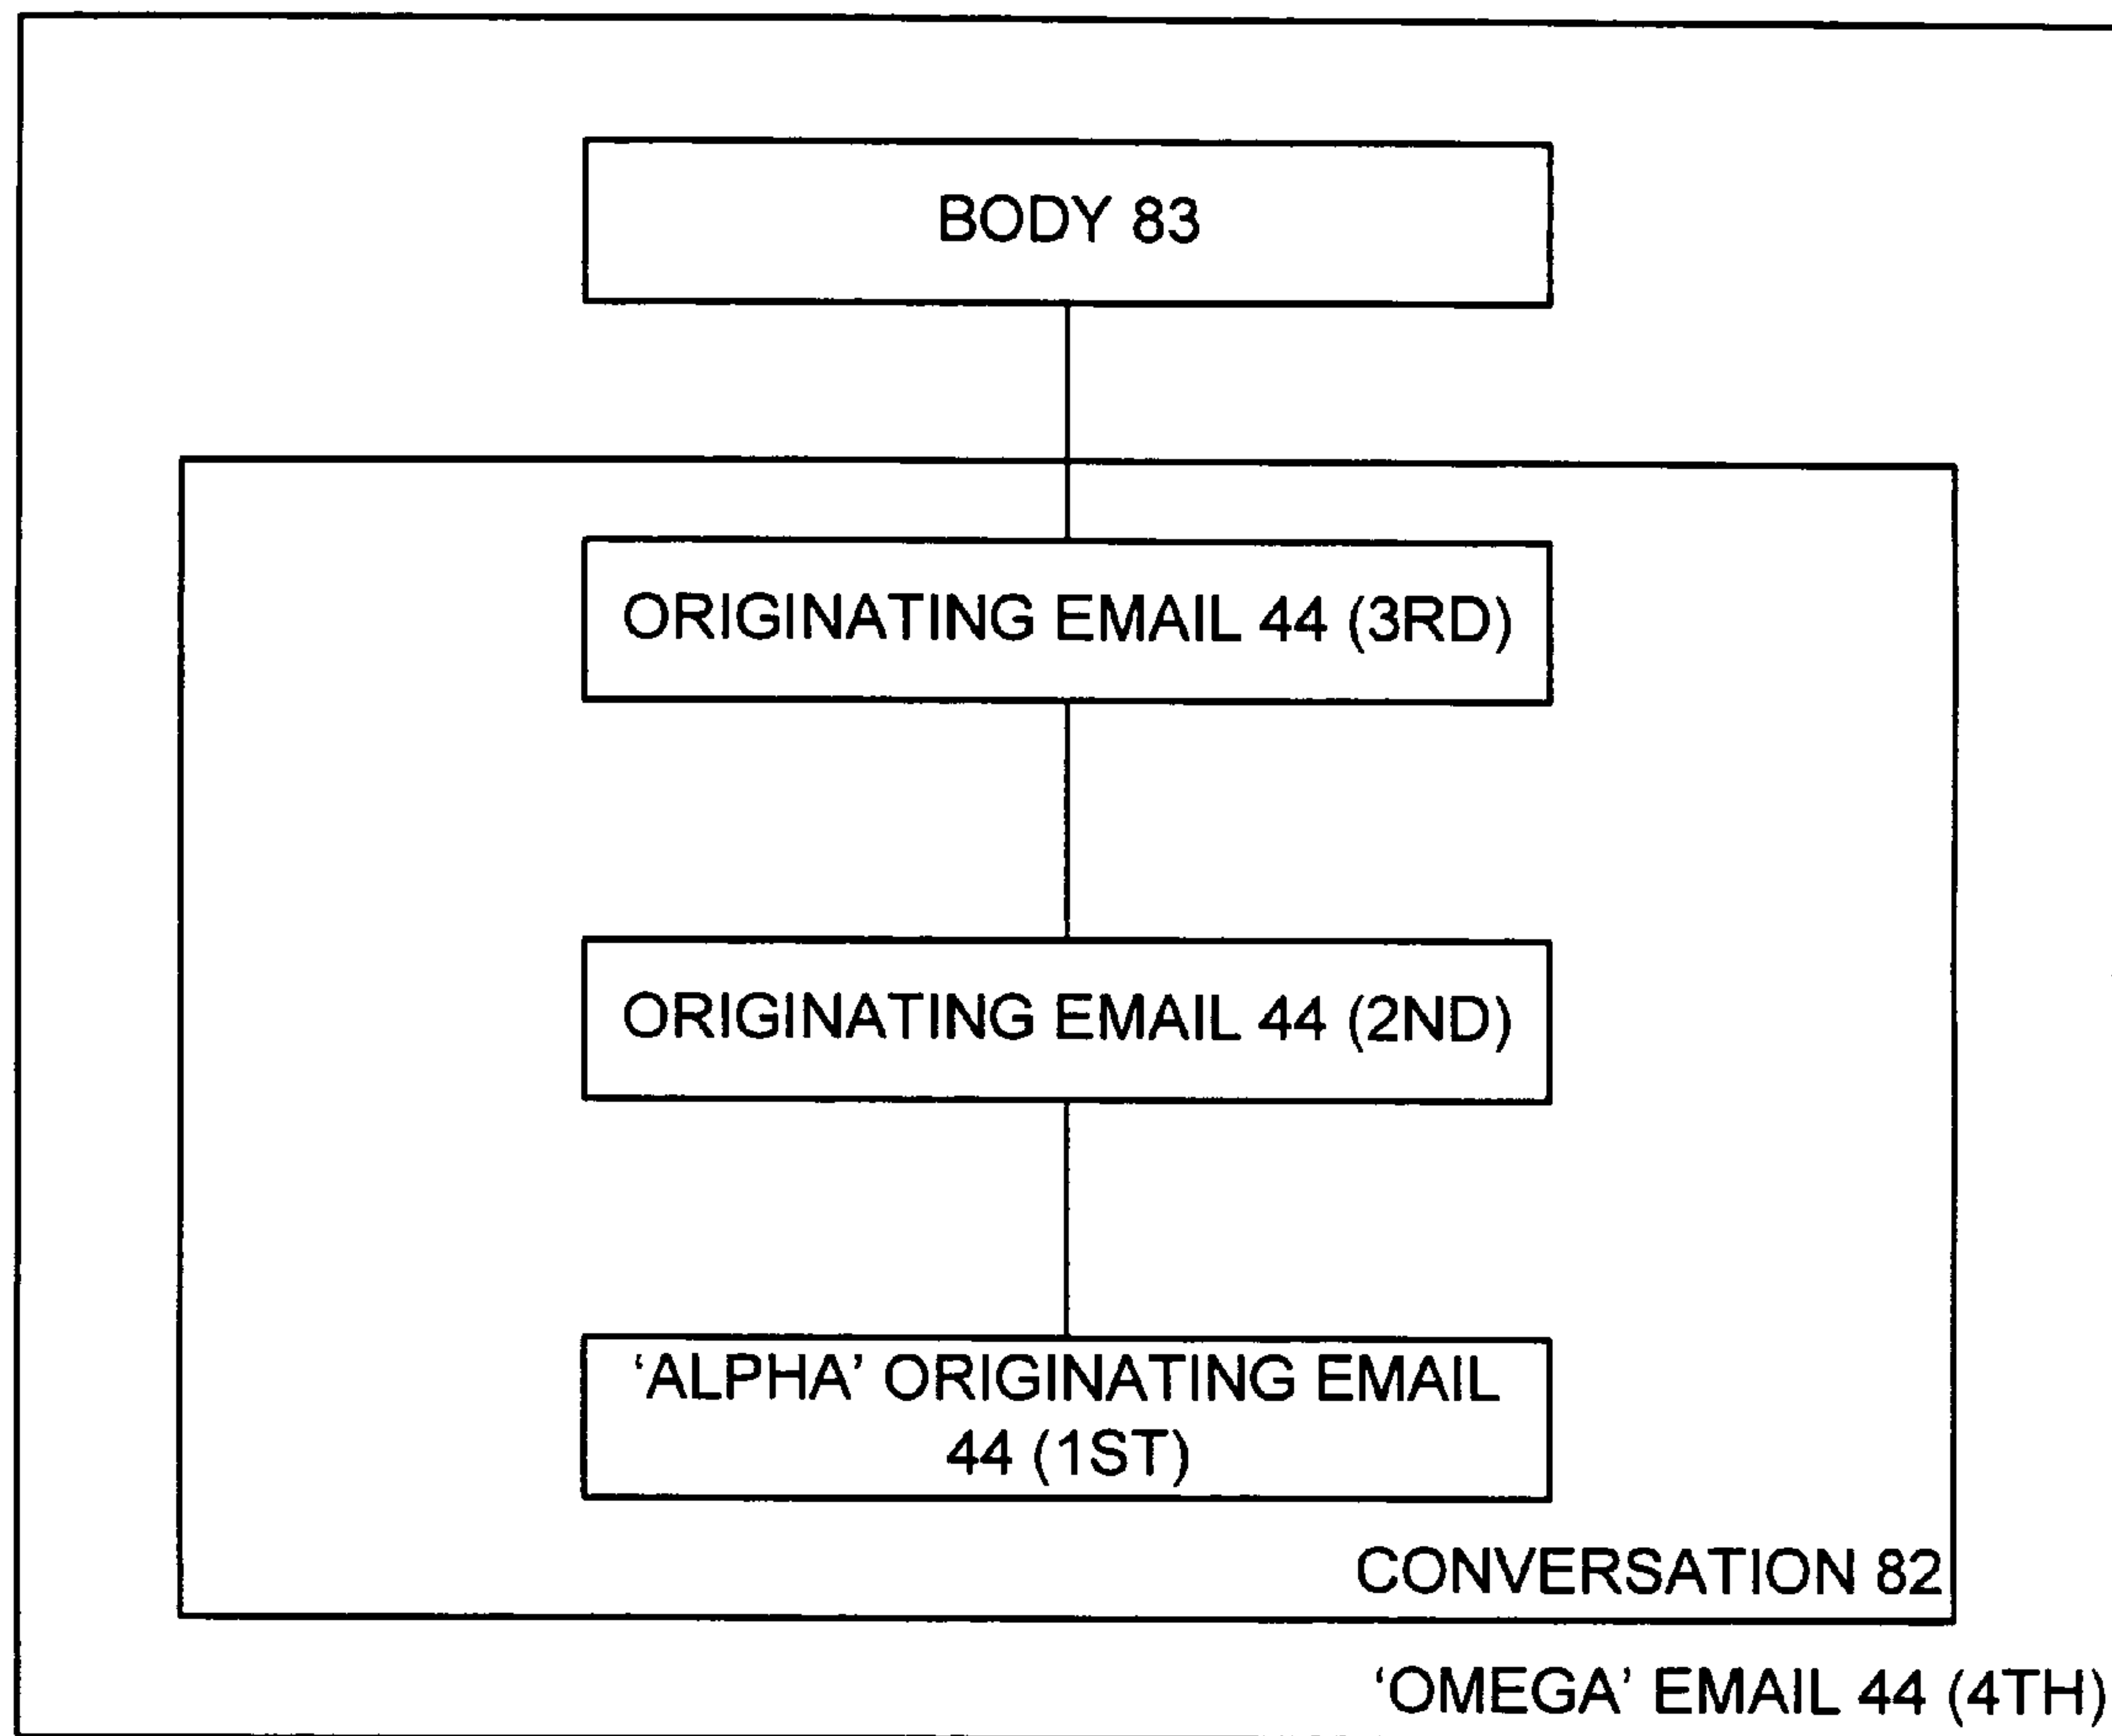 BODY 83
ORIGINATING EMAIL 44 (3RD)
ORIGINATING EMAIL 44 (2ND)
‘ALPHA’ ORIGINATING EMAIL
44 (1ST)
CONVERSATION 82
‘OMEGA’ EMAIL 44 (4TH)